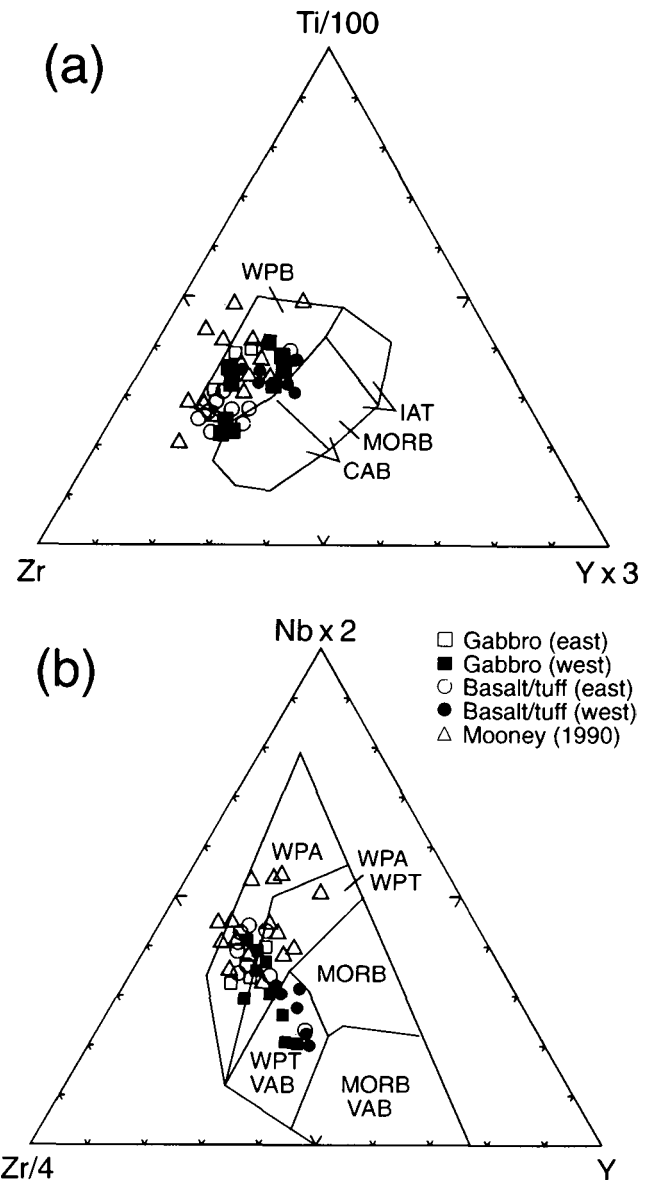 (a)
Ti/100
WPB
IAT
MORB
CAB
Zr
Y x 3
(b)
Nb x 2
Gabbro (east)
Gabbro (west)
Basalt/tuff (east)
Basalt/tuff (west)
Mooney (1990)
WPA
WPA
WPT
MORB
WPT
VAB
MORB
VAB
Zr/4
Y